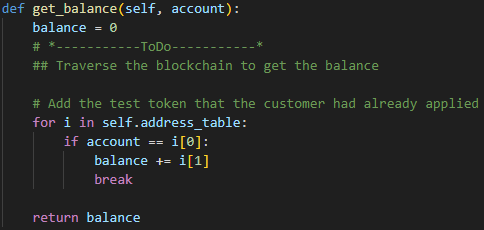 def get_balance(self, account):
    balance = 0
    # *-----------ToDo-----------*
    ## Traverse the blockchain to get the balance

    # Add the test token that the customer had already applied
    for i in self.address_table:
        if account == i[0]:
            balance += i[1]
            break

    return balance